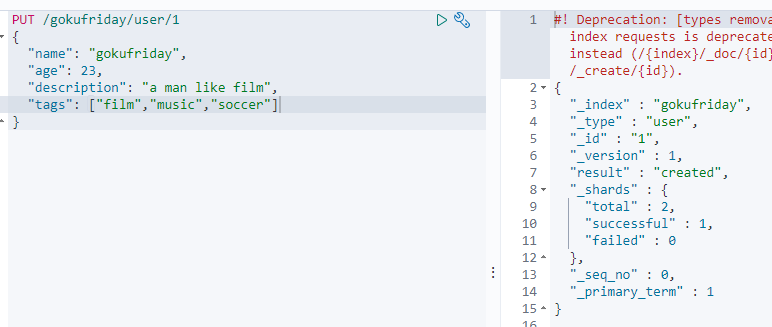 PUT /gokufriday/user/1
{
"name": "gokufriday",
"age": 23,
"description": "a man like film",
"tags": ["film","music","soccer"]
}
1 #! Deprecation: [types remova
index requests is deprecate
instead (/{index}/_doc/{id}
/_create/{id}).
2 {
3 "_index" : "gokufriday",
4 "_type" : "user",
5 "_id" : "1",
6 "_version" : 1,
7 "result" : "created",
8 "_shards" : {
9 "total" : 2,
10 "successful" : 1,
11 "failed" : 0
12 },
13 "_seq_no" : 0,
14 "_primary_term" : 1
15 }
16